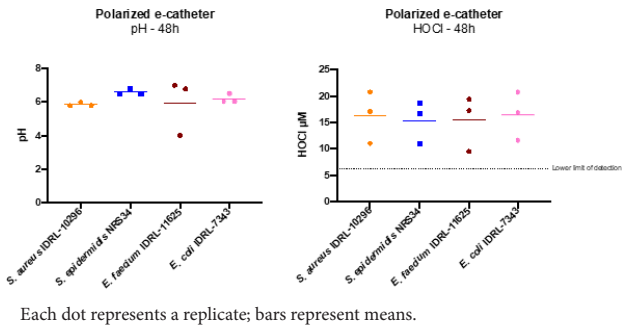 Polarized e-catheter
pH - 48h
8
6
4
2
0
pH
S. aureus IDRL-10296
S. epidermidis NRS34
E. faecium IDRL-11625
E. coli IDRL-7343
Polarized e-catheter
HOCl - 48h
25
20
15
10
5
0
HOCl µM
Lower limit of detection
S. aureus IDRL-10296
S. epidermidis NRS34
E. faedium IDRL-11625
E. coli IDRL-7343
Each dot represents a replicate; bars represent means.